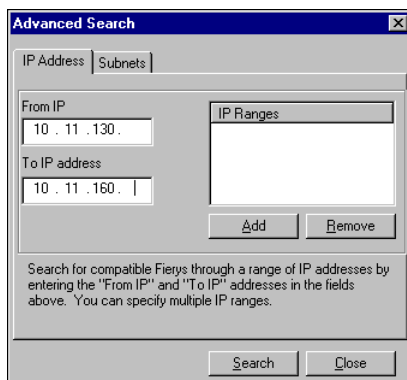 Advanced Search
IP Address
Subnets
From IP
10 . 11 .130 .
To IP address
10 . 11 .160 .
IP Ranges
Add
Remove
Search for compatible Fierys through a range of IP addresses by
entering the "From IP" and "To IP" addresses in the fields
above. You can specify multiple IP ranges.
Search
Close